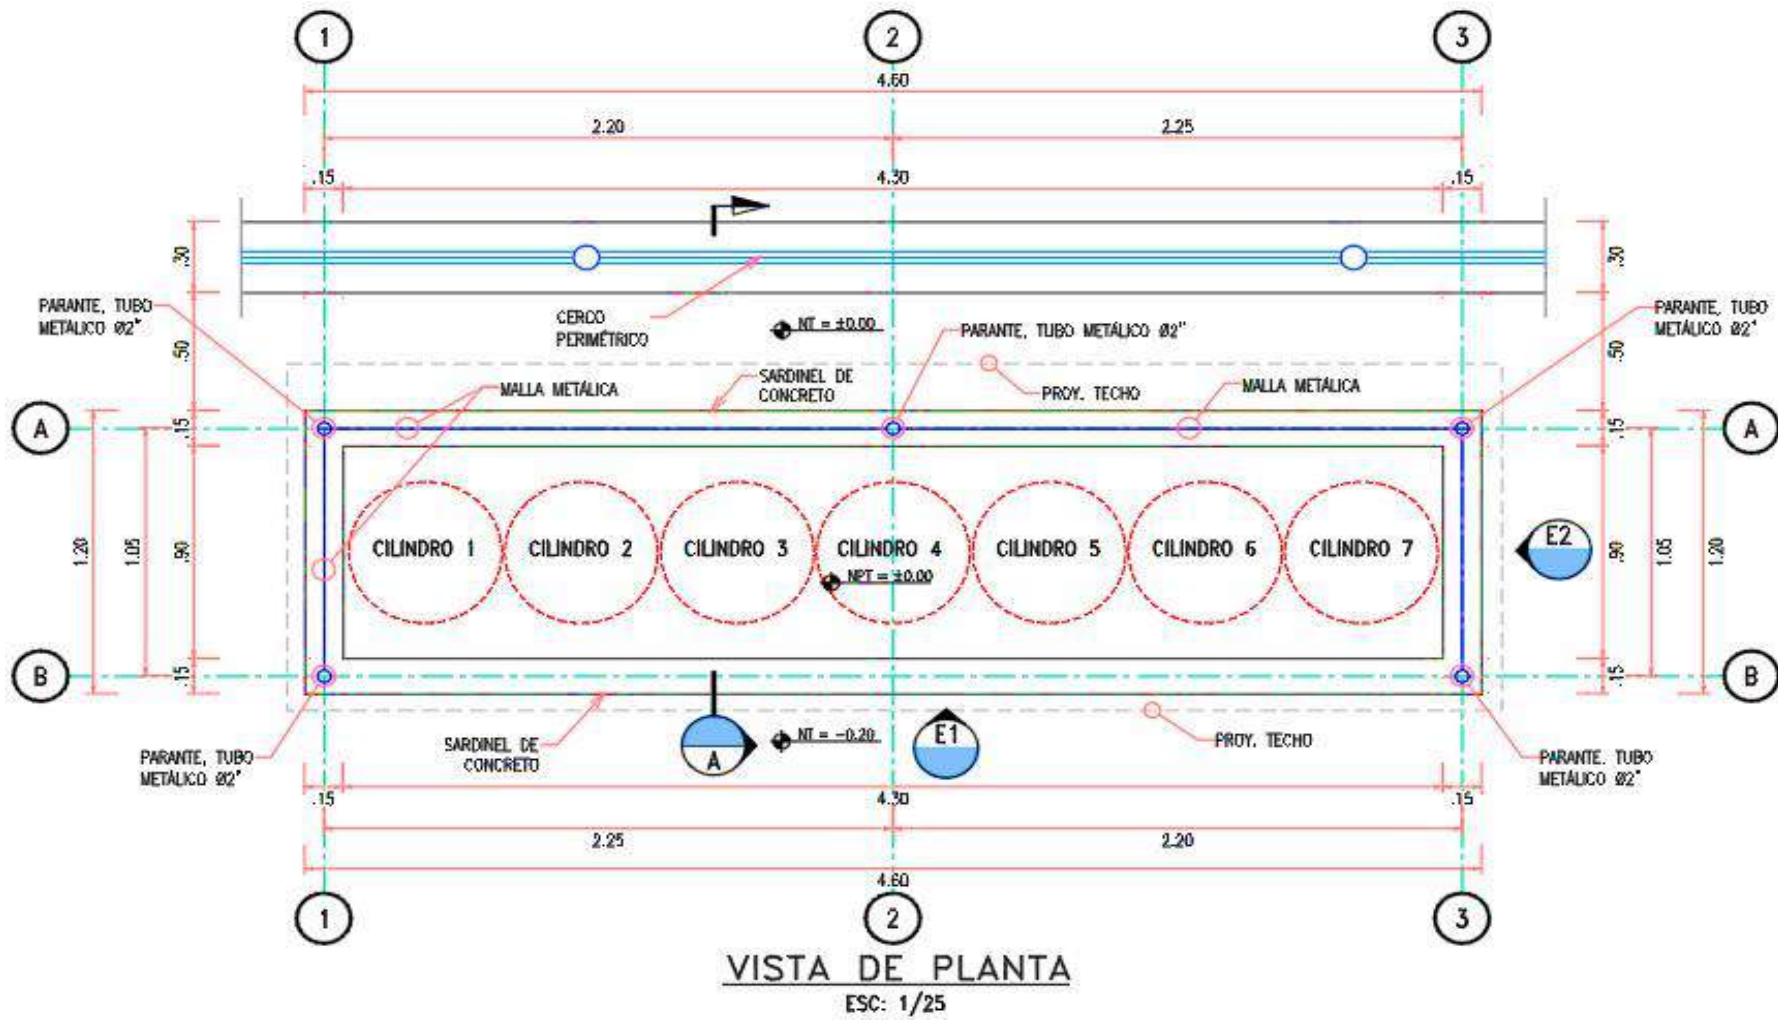 1 2 3
4.60
2.20 2.25
.15 4.30 .15
.30 .30
PARANTE, TUBO
METÁLICO Ø2"
CERCO
PERIMÉTRICO
NT = ±0.00
PARANTE, TUBO METÁLICO Ø2"
PARANTE, TUBO
METÁLICO Ø2"
.50 .50
MALLA METÁLICA
SARDINEL DE
CONCRETO
PROY. TECHO
MALLA METÁLICA
A A
.15 .15
CILINDRO 1 CILINDRO 2 CILINDRO 3 CILINDRO 4 CILINDRO 5 CILINDRO 6 CILINDRO 7
NPT = ±0.00
1.20 1.05 .90 .90 1.05 1.20
E2
B B
.15 .15
PARANTE, TUBO
METÁLICO Ø2"
SARDINEL DE
CONCRETO
A
NT = -0.20
E1
PROY. TECHO
PARANTE. TUBO
METÁLICO Ø2"
.15 4.30 .15
2.25 2.20
4.60
1 2 3
VISTA DE PLANTA
ESC: 1/25